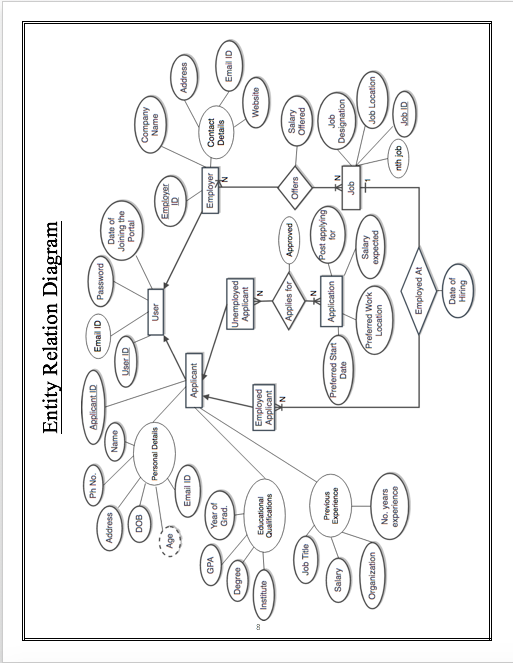 Entity Relation Diagram
Applicant ID
User ID
Email ID
Password
Date of
Joining the
Portal
User
Employer
ID
Company
Name
Address
Email ID
Website
Contact
Details
Employer
N
Offers
Salary
Offered
N
Job
1
Job
Designation
Job Location
Job ID
nth job
Applicant
Unemployed
Applicant
N
Applies for
Approved
N
Application
Post applying
for
Salary
expected
Preferred Work
Location
Preferred Start
Date
Employed
Applicant
N
Employed At
Date of
Hiring
Ph No.
Name
Address
DOB
Age
Email ID
Personal Details
Year of
Grad.
GPA
Degree
Institute
Educational
Qualifications
Previous
Experience
Job Title
Salary
Organization
No. years
experience
8